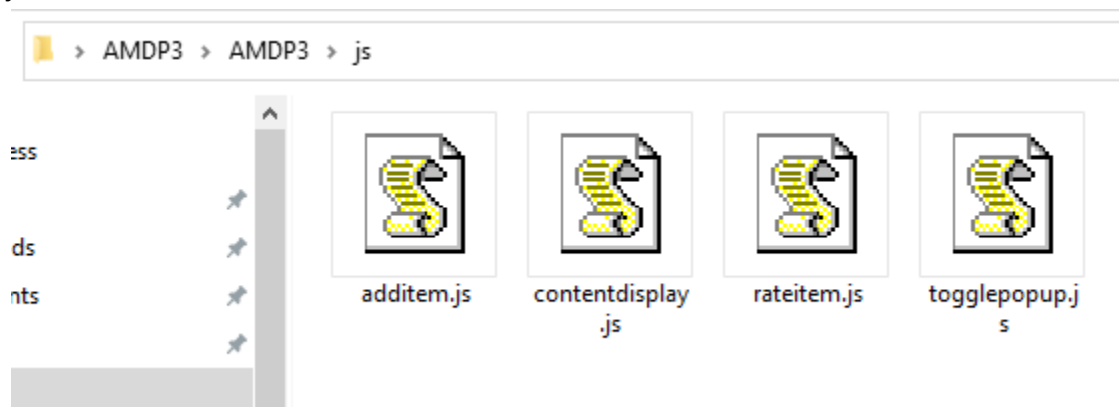 > AMDP3 > AMDP3 > js
ess
ds
nts
additem.js
contentdisplay
.js
rateitem.js
togglepopup.j
s